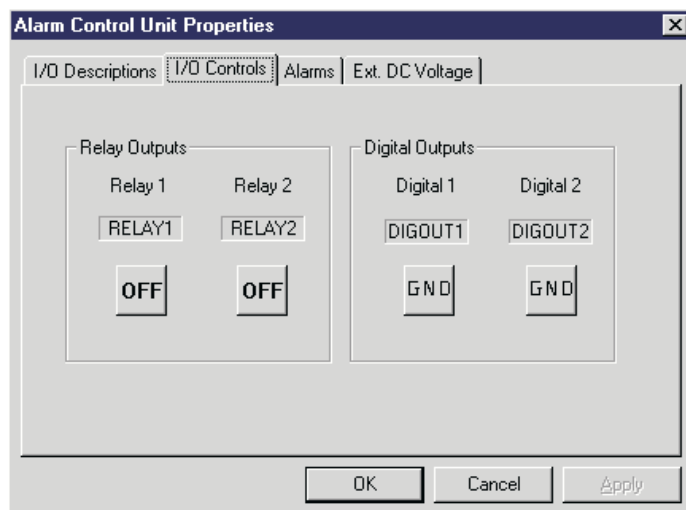 Alarm Control Unit Properties
I/O Descriptions I/O Controls Alarms Ext. DC Voltage
Relay Outputs Digital Outputs
Relay 1 Relay 2 Digital 1 Digital 2
RELAY1 RELAY2 DIGOUT1 DIGOUT2
OFF OFF GND GND
OK Cancel Apply